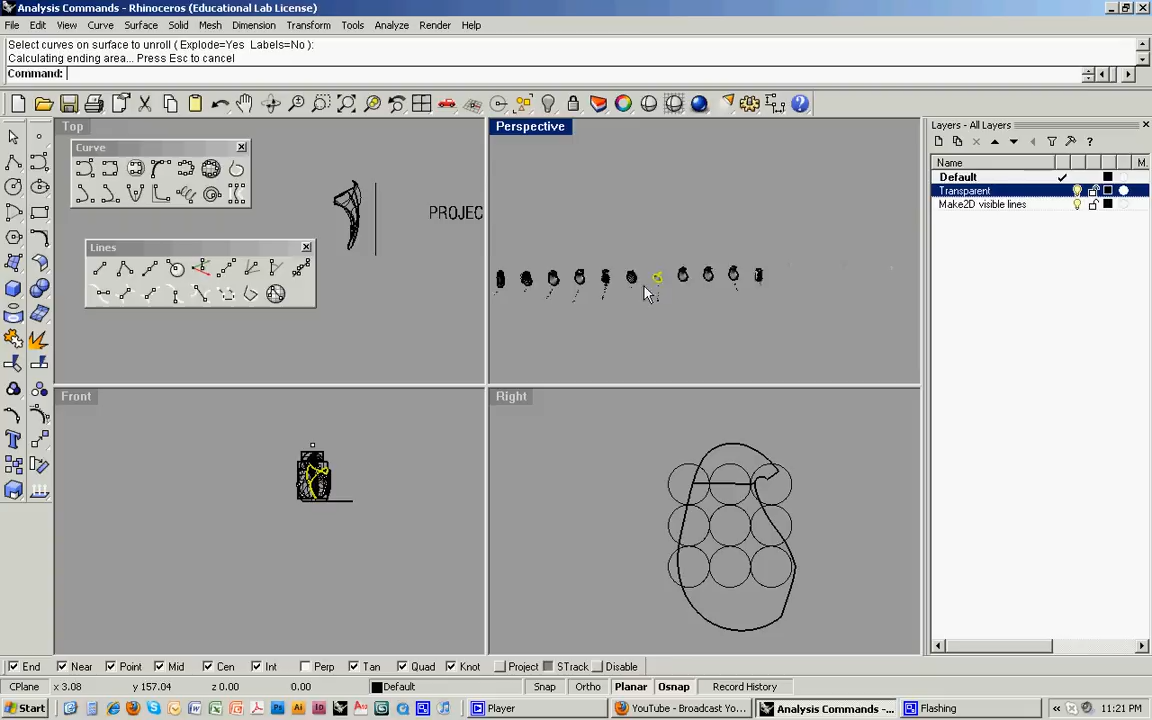 Analysis Commands - Rhinoceros (Educational Lab License)
File Edit View Curve Surface Solid Mesh Dimension Transform Tools Analyze Render Help
Select curves on surface to unroll ( Explode=Yes Labels=No ):
Calculating ending area... Press Esc to cancel
Command:
Top
Perspective
Layers - All Layers
Curve
Name
M.
Default
Transparent
Make2D visible lines
PROJEC
Lines
Front
Right
End Near Point Mid Cen Int Perp Tan Quad Knot Project STrack Disable
CPlane x 3.08 y 157.04 z 0.00 0.00 Default Snap Ortho Planar Osnap Record History
Start Player YouTube - Broadcast Yo... Analysis Commands -... Flashing 11:21 PM